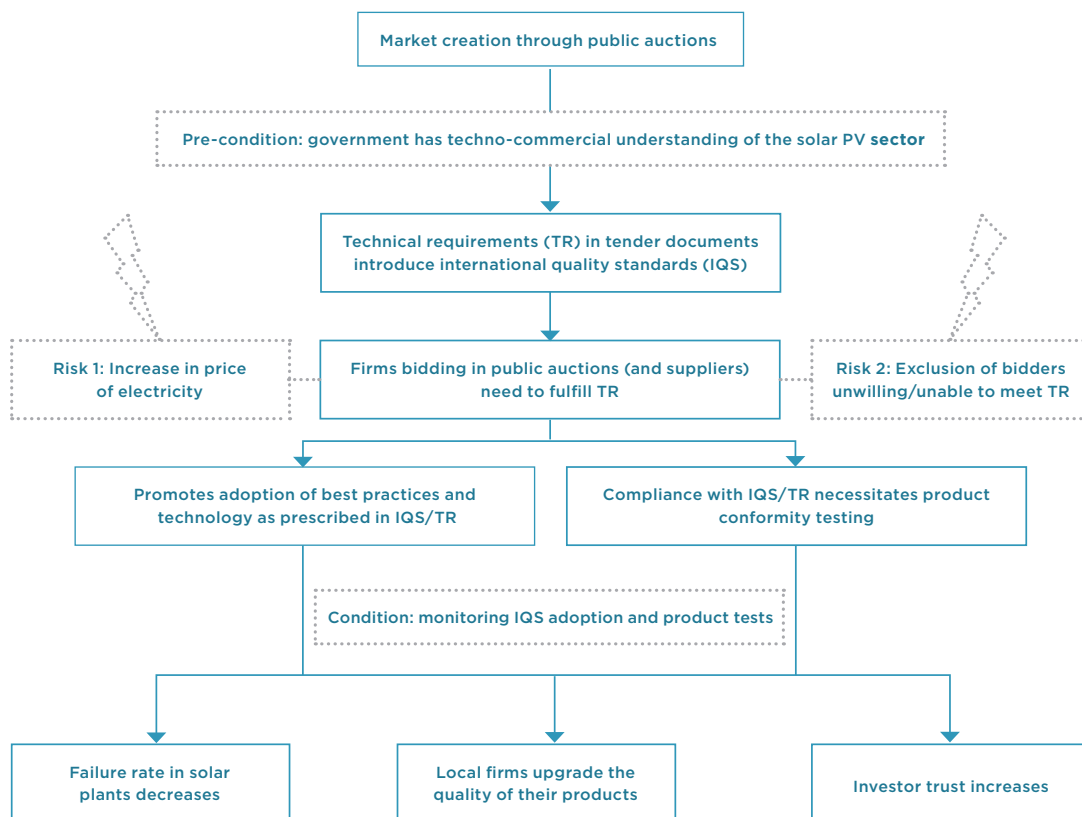 Market creation through public auctions
Pre-condition: government has techno-commercial understanding of the solar PV sector
Technical requirements (TR) in tender documents
introduce international quality standards (IQS)
Risk 1: Increase in price
of electricity
Firms bidding in public auctions (and suppliers)
need to fulfill TR
Risk 2: Exclusion of bidders
unwilling/unable to meet TR
Promotes adoption of best practices and
technology as prescribed in IQS/TR
Compliance with IQS/TR necessitates product
conformity testing
Condition: monitoring IQS adoption and product tests
Failure rate in solar
plants decreases
Local firms upgrade the
quality of their products
Investor trust increases